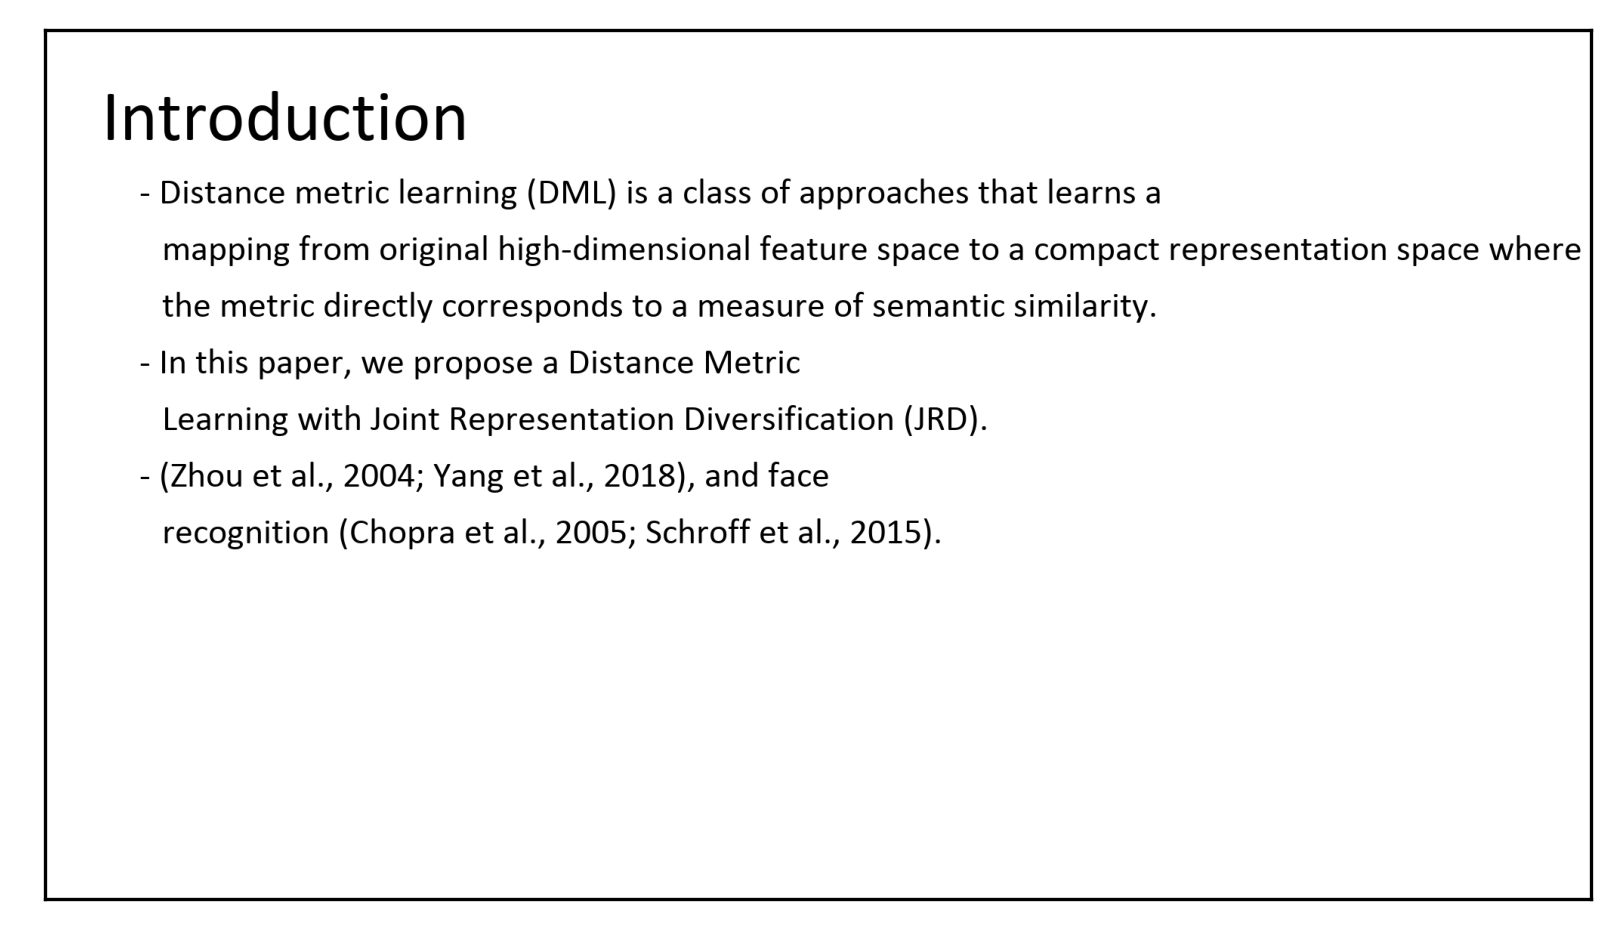 Introduction
- Distance metric learning (DML) is a class of approaches that learns a
mapping from original high-dimensional feature space to a compact representation space where
the metric directly corresponds to a measure of semantic similarity.
- In this paper, we propose a Distance Metric
Learning with Joint Representation Diversification (JRD).
- (Zhou et al., 2004; Yang et al., 2018), and face
recognition (Chopra et al., 2005; Schroff et al., 2015).